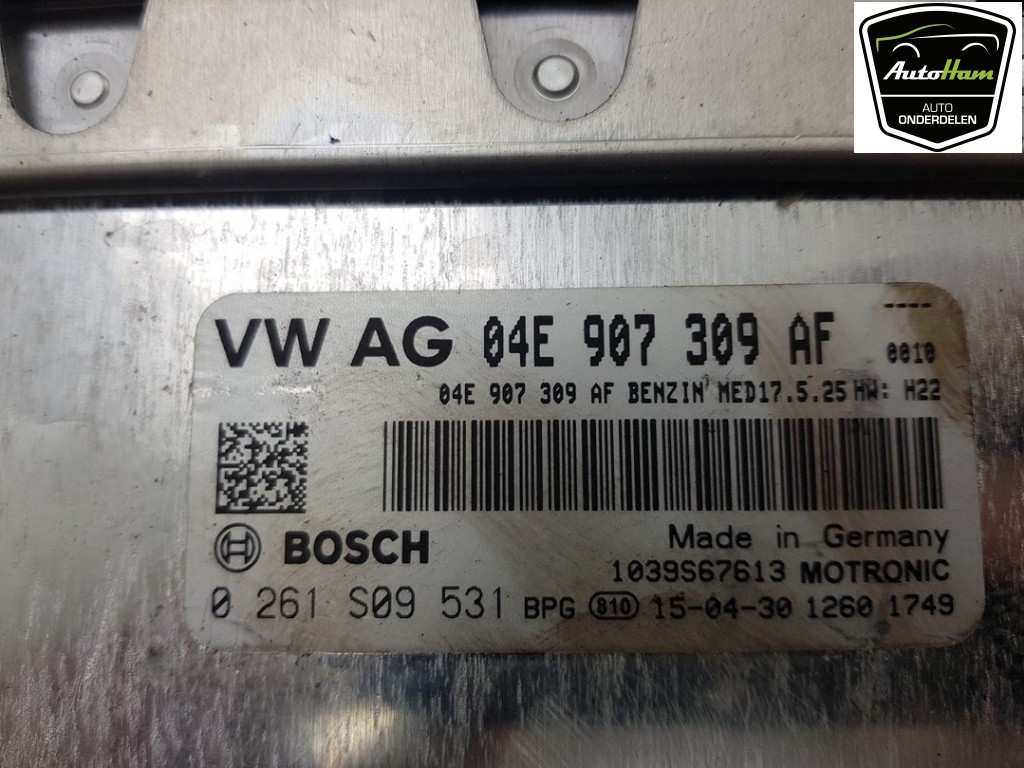 AutoHam
AUTO
ONDERDELEN
----
VW AG 04E 907 309 AF 0010
04E 907 309 AF BENZIN MED17.5.25 HW: H22
BOSCH
Made in Germany
1039S67613 MOTRONIC
0 261 S09 531 BPG 810 15-04-30 1260 1749